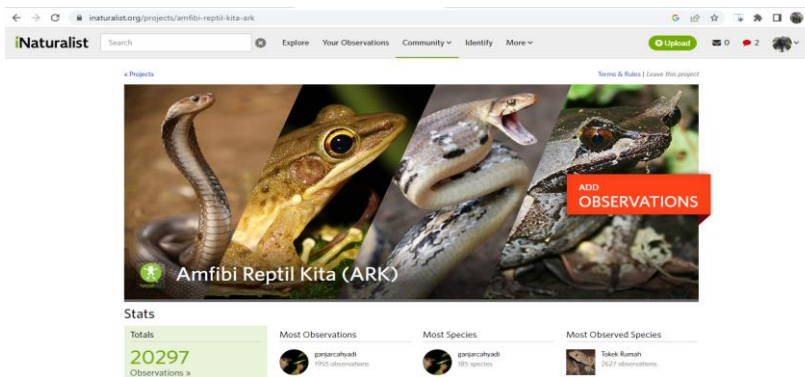 inaturalist.org/projects/amfibi-reptil-kita-ark
iNaturalist Search Explore Your Observations Community More Identify Upload 0 2
« Projects Terms & Rules | Leave this project
ADD
OBSERVATIONS
Amfibi Reptil Kita (ARK)
Stats
Totals Most Observations Most Species Most Observed Species
20297 ganjarcahyadi ganjarcahyadi Tokek Rumah
Observations » 1955 observations 185 species 2627 observations